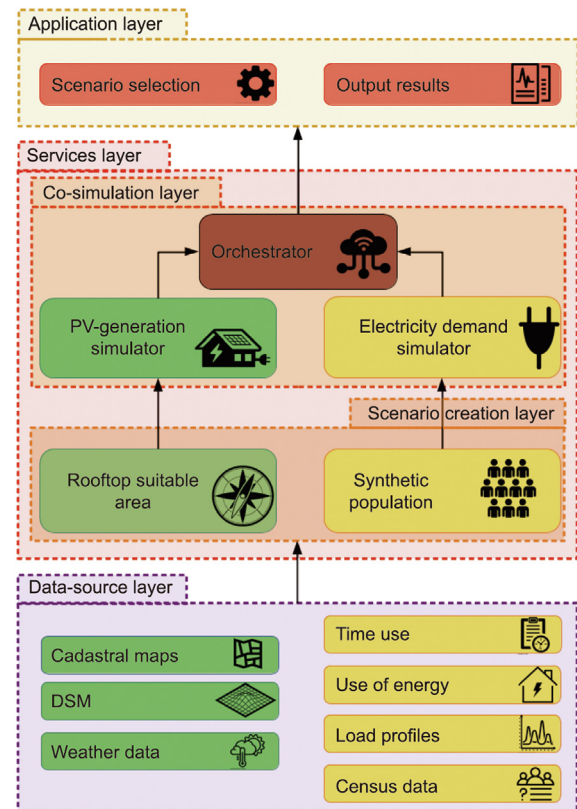 Application layer
Scenario selection
Output results
Services layer
Co-simulation layer
Orchestrator
PV-generation
simulator
Electricity demand
simulator
Scenario creation layer
Rooftop suitable
area
Synthetic
population
Data-source layer
Cadastral maps
DSM
Weather data
Time use
Use of energy
Load profiles
Census data